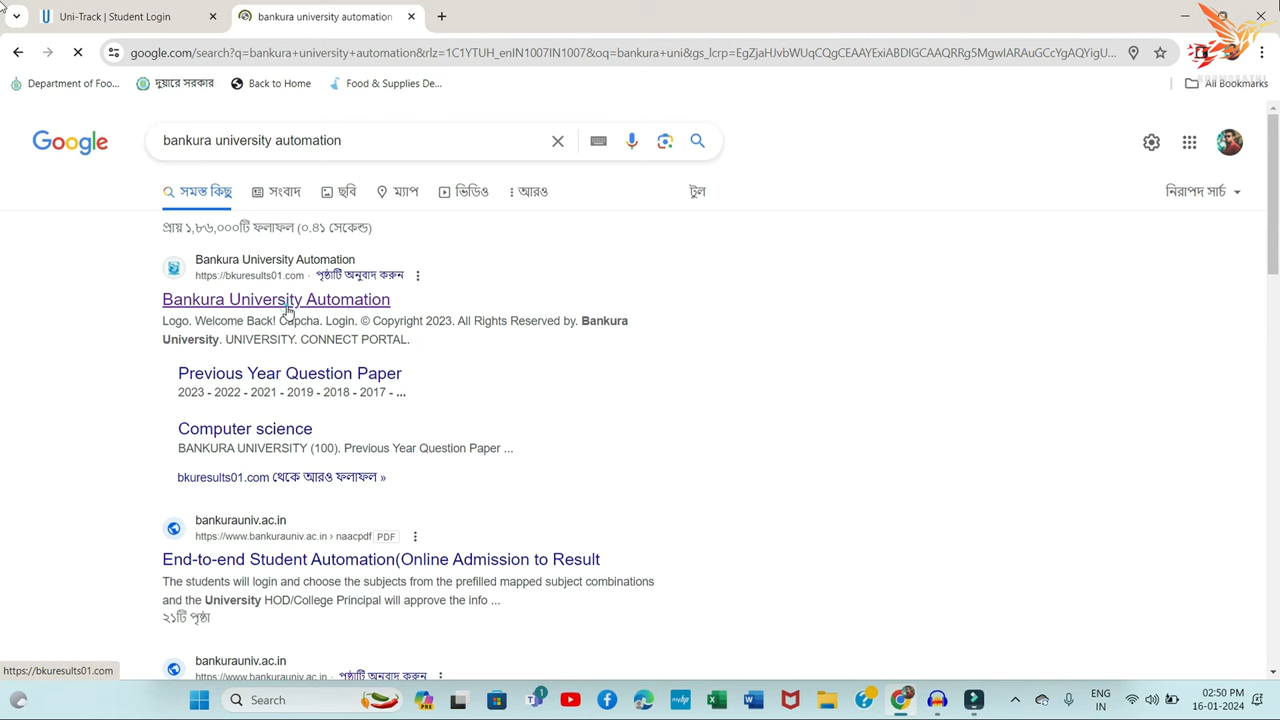 Uni-Track | Student Login
bankura university automation
google.com/search?q=bankura+university+automation&rlz=1C1YTUH_
Department of Foo...
দুয়ারে সরকার
Back to Home
Food & Supplies De...
All Bookmarks
Google
bankura university automation
সমস্ত কিছু
সংবাদ
ছবি
ম্যাপ
ভিডিও
আরও
টুল
নিরাপদ সার্চ
প্রায় ১,৮৬,০০০টি ফলাফল (০.৪১ সেকেন্ড)
Bankura University Automation
https://bkuresults01.com · পৃষ্ঠাটি অনুবাদ করুন
Bankura University Automation
Logo. Welcome Back! Capcha. Login. © Copyright 2023. All Rights Reserved by. Bankura
University. UNIVERSITY. CONNECT PORTAL.
Previous Year Question Paper
2023 - 2022 - 2021 - 2019 - 2018 - 2017 - ...
Computer science
BANKURA UNIVERSITY (100). Previous Year Question Paper ...
bkuresults01.com থেকে আরও ফলাফল »
bankurauniv.ac.in
https://www.bankurauniv.ac.in › naacpdf PDF
End-to-end Student Automation(Online Admission to Result
The students will login and choose the subjects from the prefilled mapped subject combinations
and the University HOD/College Principal will approve the info ...
২১টি পৃষ্ঠা
bankurauniv.ac.in
https://www.bankurauniv.ac.in · পৃষ্ঠাটি অনুবাদ করুন
https://bkuresults01.com
Search
PRE
1
myhp
ENG
IN
02:50 PM
16-01-2024